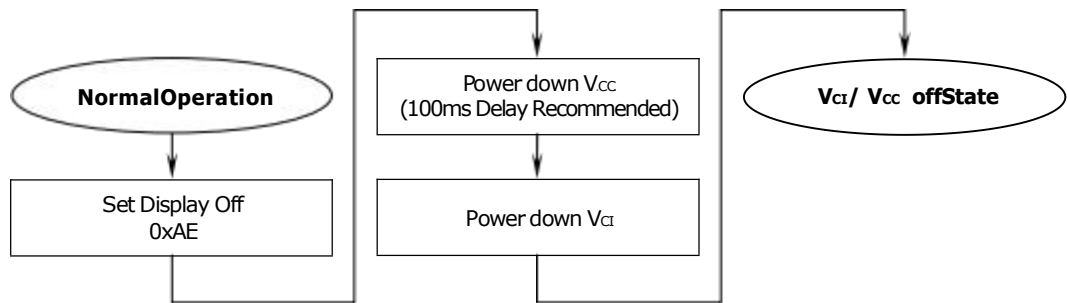 NormalOperation
Set Display Off
0xAE
Power down VCC
(100ms Delay Recommended)
Power down VCI
VCI/ VCC offState